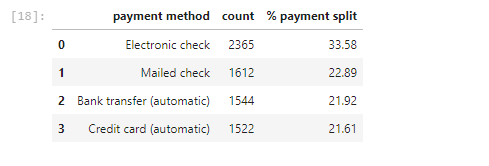 [18]:
payment method count % payment split
0 Electronic check 2365 33.58
1 Mailed check 1612 22.89
2 Bank transfer (automatic) 1544 21.92
3 Credit card (automatic) 1522 21.61